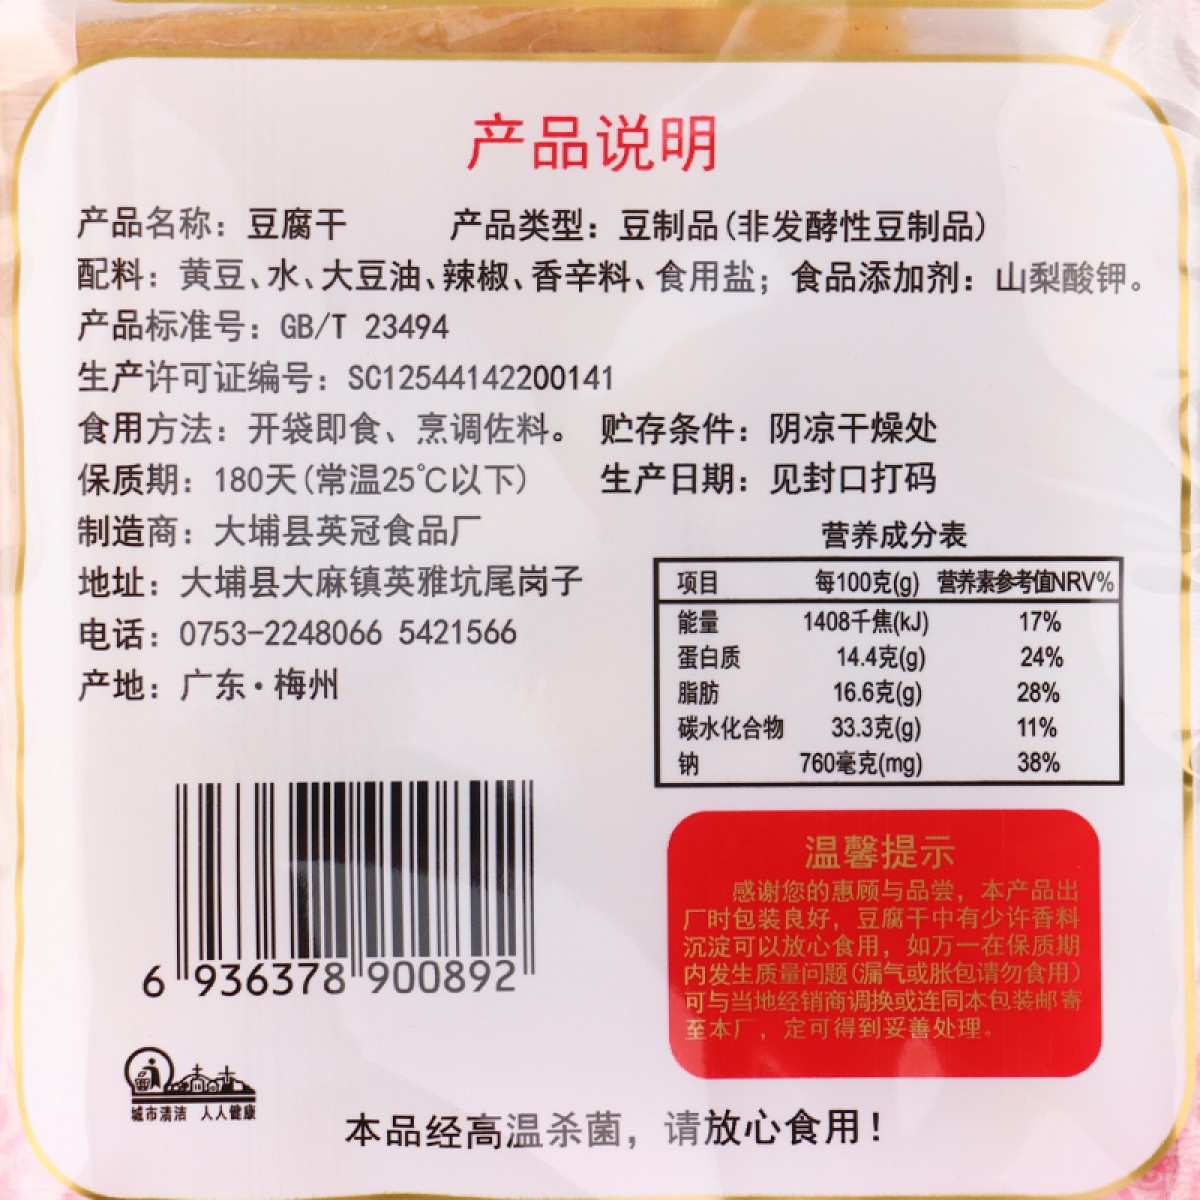 产品说明
产品名称：豆腐干 产品类型：豆制品(非发酵性豆制品)
配料：黄豆、水、大豆油、辣椒、香辛料、食用盐；食品添加剂：山梨酸钾。
产品标准号：GB/T 23494
生产许可证编号：SC12544142200141
食用方法：开袋即食、烹调佐料。 贮存条件：阴凉干燥处
保质期：180天(常温25℃以下) 生产日期：见封口打码
制造商：大埔县英冠食品厂
地址：大埔县大麻镇英雅坑尾岗子
电话：0753-2248066 5421566
产地：广东·梅州
营养成分表
项目 每100克(g) 营养素参考值NRV%
能量 1408千焦(kJ) 17%
蛋白质 14.4克(g) 24%
脂肪 16.6克(g) 28%
碳水化合物 33.3克(g) 11%
钠 760毫克(mg) 38%
6 936378 900892
温馨提示
感谢您的惠顾与品尝，本产品出
厂时包装良好，豆腐干中有少许香料
沉淀可以放心食用，如万一在保质期
内发生质量问题(漏气或胀包请勿食用)
可与当地经销商调换或连同本包装邮寄
至本厂，定可得到妥善处理。
城市清洁 人人健康
本品经高温杀菌，请放心食用！